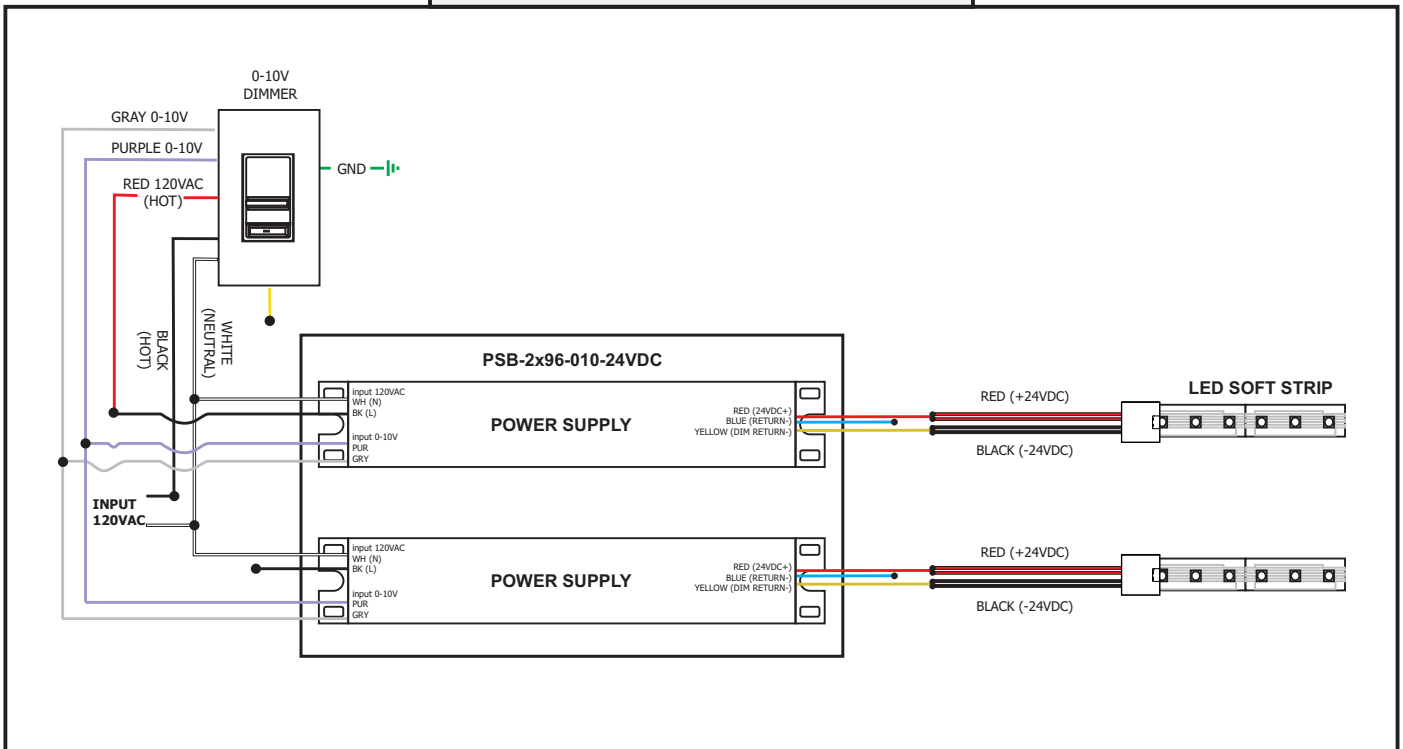 0-10V
DIMMER
GRAY 0-10V
PURPLE 0-10V
RED 120VAC
(HOT)
GND
WHITE
(NEUTRAL)
BLACK
(HOT)
INPUT
120VAC
PSB-2x96-010-24VDC
input 120VAC
WH (N)
BK (L)
input 0-10V
PUR
GRY
POWER SUPPLY
RED (24VDC+)
BLUE (RETURN-)
YELLOW (DIM RETURN-)
RED (+24VDC)
BLACK (-24VDC)
LED SOFT STRIP
input 120VAC
WH (N)
BK (L)
input 0-10V
PUR
GRY
POWER SUPPLY
RED (24VDC+)
BLUE (RETURN-)
YELLOW (DIM RETURN-)
RED (+24VDC)
BLACK (-24VDC)